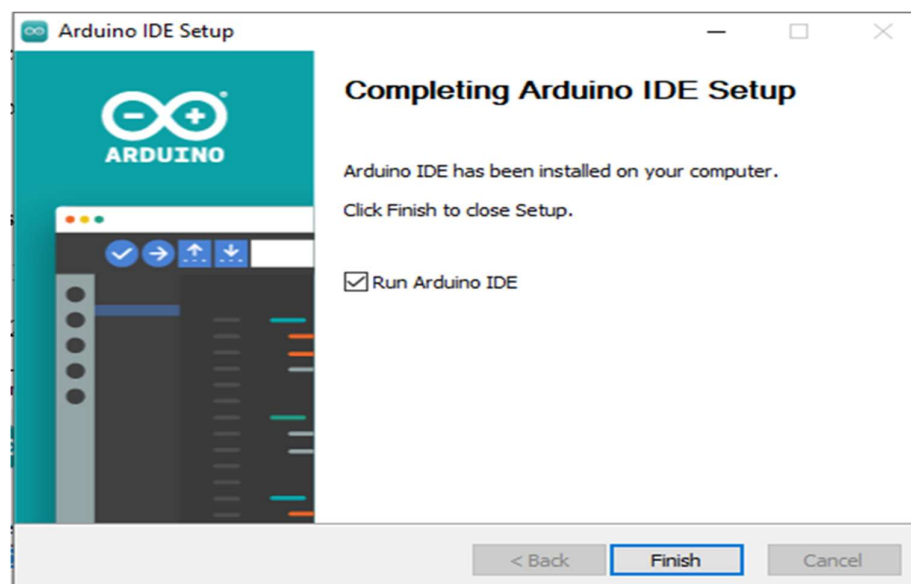 Arduino IDE Setup
ARDUINO
Completing Arduino IDE Setup
Arduino IDE has been installed on your computer.
Click Finish to close Setup.
Run Arduino IDE
< Back
Finish
Cancel